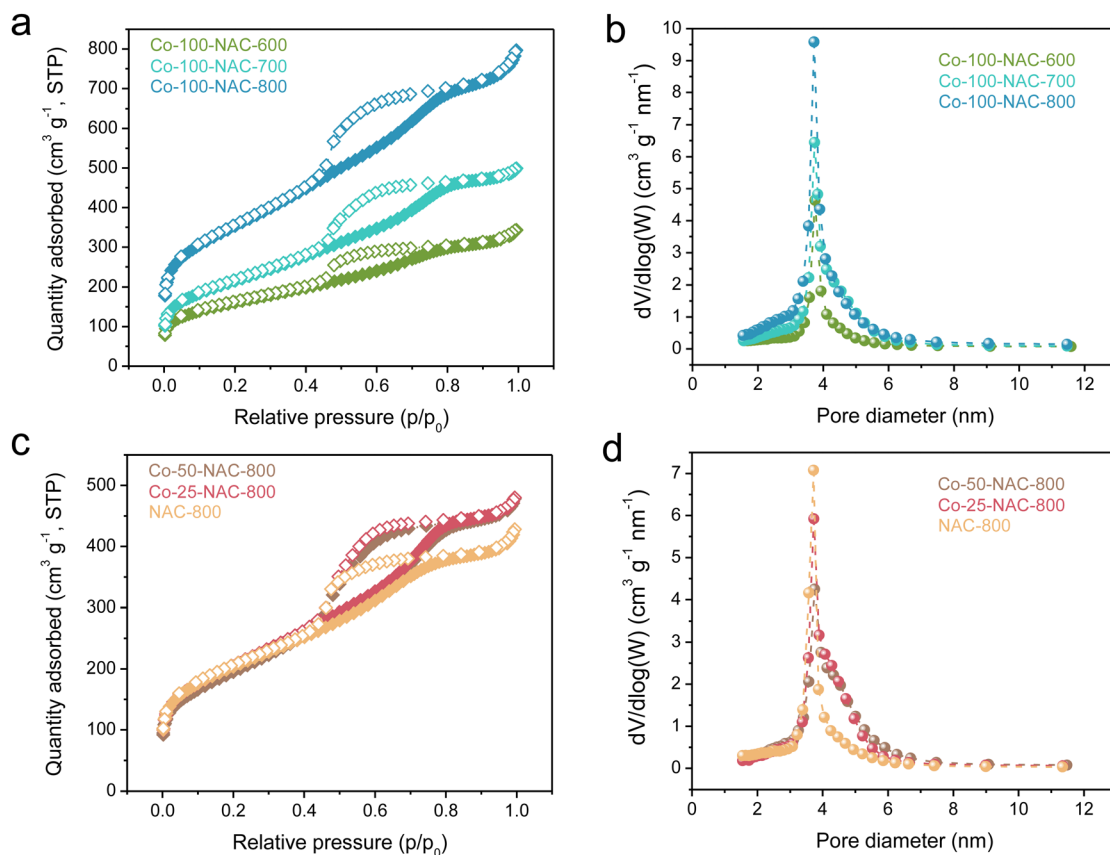 a
Co-100-NAC-600
Co-100-NAC-700
Co-100-NAC-800
Quantity adsorbed (cm³ g⁻¹, STP)
800
700
600
500
400
300
200
100
0
0.0 0.2 0.4 0.6 0.8 1.0
Relative pressure (p/p₀)
b
Co-100-NAC-600
Co-100-NAC-700
Co-100-NAC-800
dV/dlog(W) (cm³ g⁻¹ nm⁻¹)
10
9
8
7
6
5
4
3
2
1
0
0 2 4 6 8 10 12
Pore diameter (nm)
c
Co-50-NAC-800
Co-25-NAC-800
NAC-800
Quantity adsorbed (cm³ g⁻¹, STP)
500
400
300
200
100
0
0.0 0.2 0.4 0.6 0.8 1.0
Relative pressure (p/p₀)
d
Co-50-NAC-800
Co-25-NAC-800
NAC-800
dV/dlog(W) (cm³ g⁻¹ nm⁻¹)
7
6
5
4
3
2
1
0
0 2 4 6 8 10 12
Pore diameter (nm)